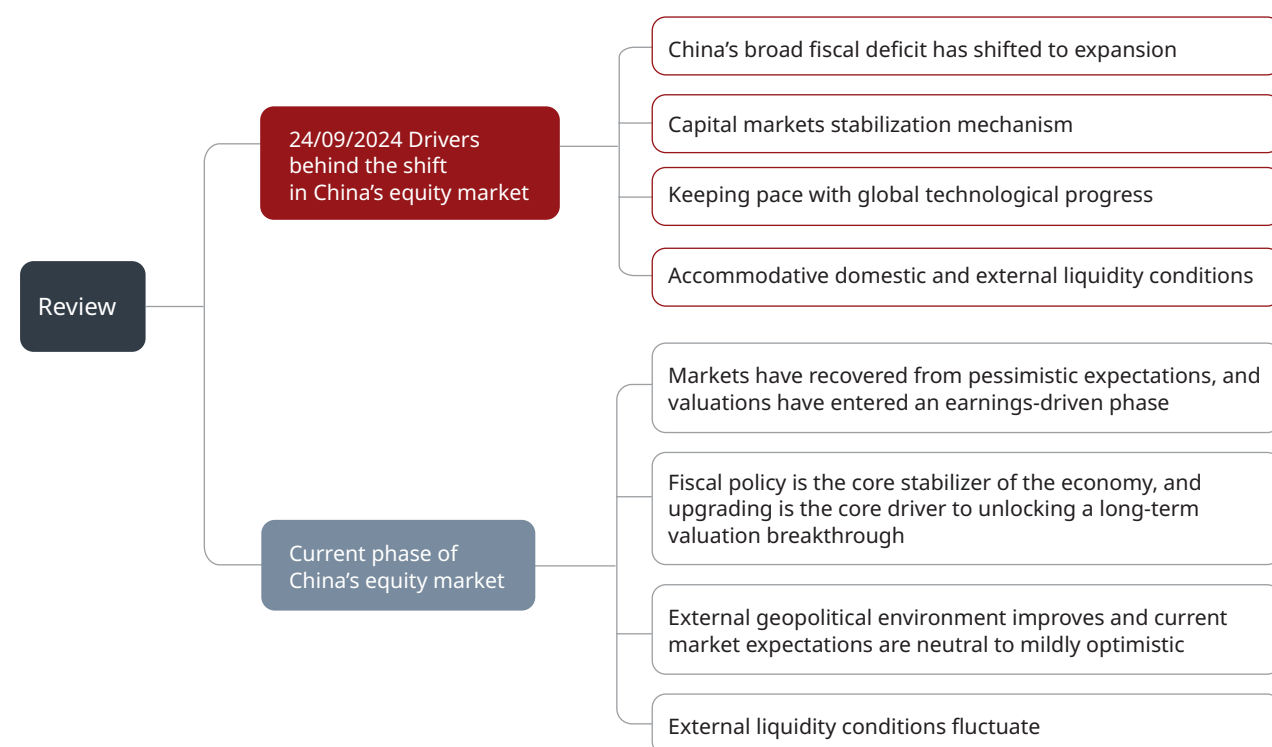 Review
24/09/2024 Drivers
behind the shift
in China’s equity market
China’s broad fiscal deficit has shifted to expansion
Capital markets stabilization mechanism
Keeping pace with global technological progress
Accommodative domestic and external liquidity conditions
Current phase of
China’s equity market
Markets have recovered from pessimistic expectations, and
valuations have entered an earnings-driven phase
Fiscal policy is the core stabilizer of the economy, and
upgrading is the core driver to unlocking a long-term
valuation breakthrough
External geopolitical environment improves and current
market expectations are neutral to mildly optimistic
External liquidity conditions fluctuate